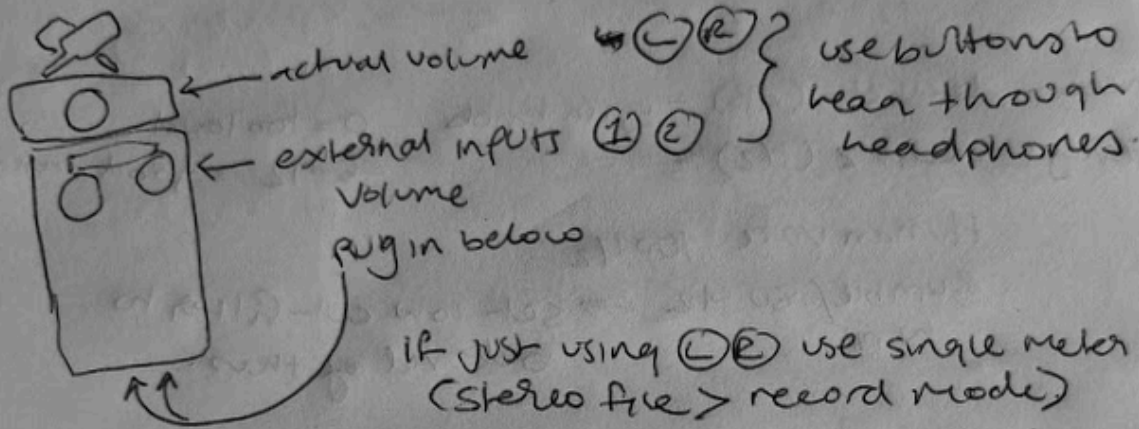 actual volume
L R
use buttons to
hear through
headphones.
external inputs 1 2
volume
plug in below
if just using L R use single meter
(stereo file > record mode)